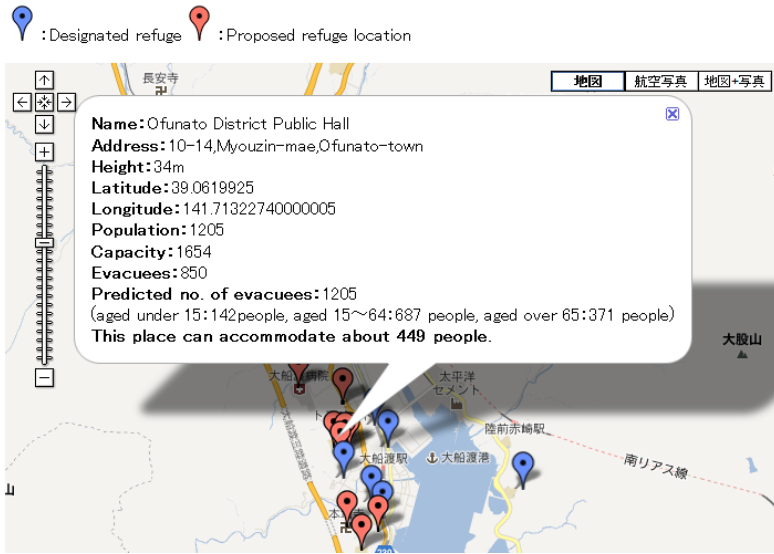 :Designated refuge :Proposed refuge location
地図 航空写真 地図+写真
長安寺
Name:Ofunato District Public Hall
Address:10-14,Myouzin-mae,Ofunato-town
Height:34m
Latitude:39.0619925
Longitude:141.71322740000005
Population:1205
Capacity:1654
Evacuees:850
Predicted no. of evacuees:1205
(aged under 15:142people, aged 15~64:687 people, aged over 65:371 people)
This place can accommodate about 449 people.
大股山
太平洋
セメント
陸前赤崎駅
大船渡駅
大船渡港
南リアス線
山